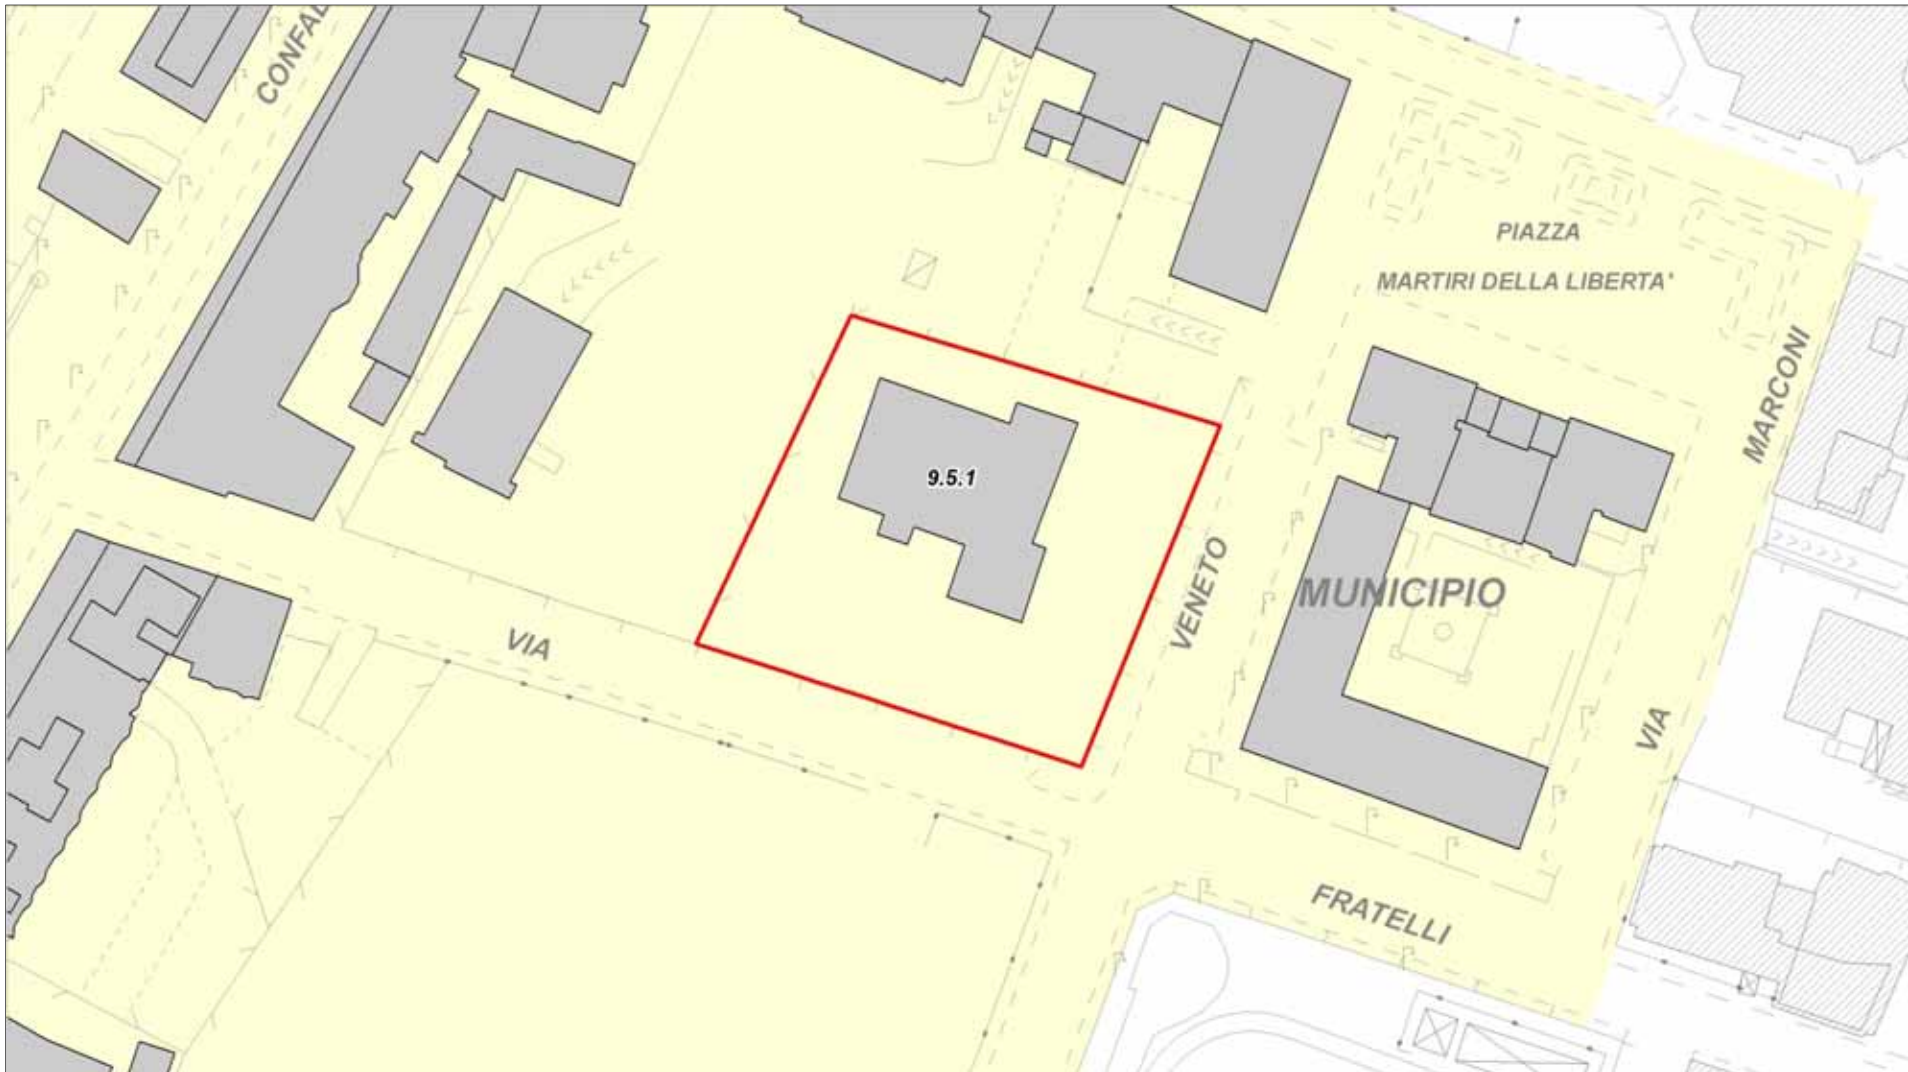 CONFAL
PIAZZA
MARTIRI DELLA LIBERTA'
MARCONI
9.5.1
VENETO
MUNICIPIO
VIA
VIA
FRATELLI